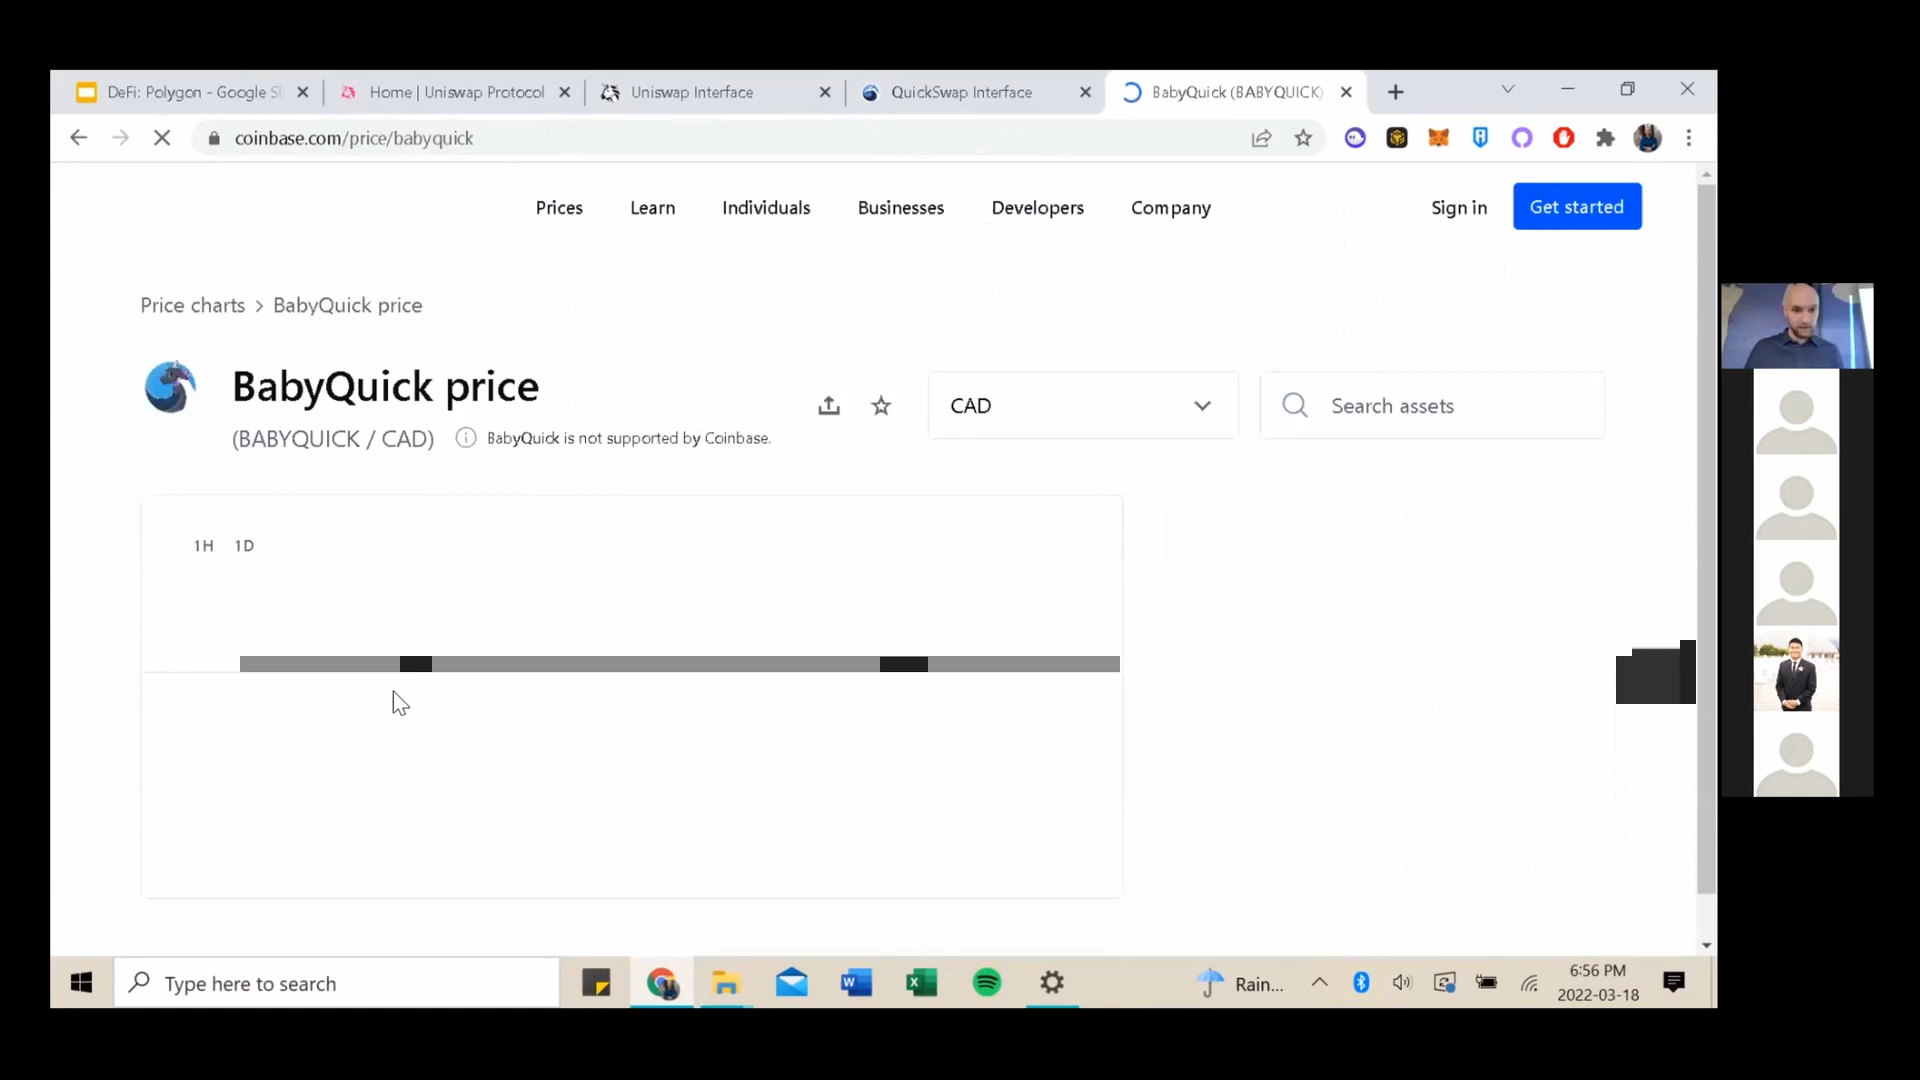 DeFi: Polygon - Google Sl
Home | Uniswap Protocol
Uniswap Interface
QuickSwap Interface
BabyQuick (BABYQUICK)
coinbase.com/price/babyquick
Prices
Learn
Individuals
Businesses
Developers
Company
Sign in
Get started
Price charts > BabyQuick price
BabyQuick price
(BABYQUICK / CAD)
BabyQuick is not supported by Coinbase.
CAD
Search assets
1H 1D
Type here to search
Rain...
6:56 PM
2022-03-18